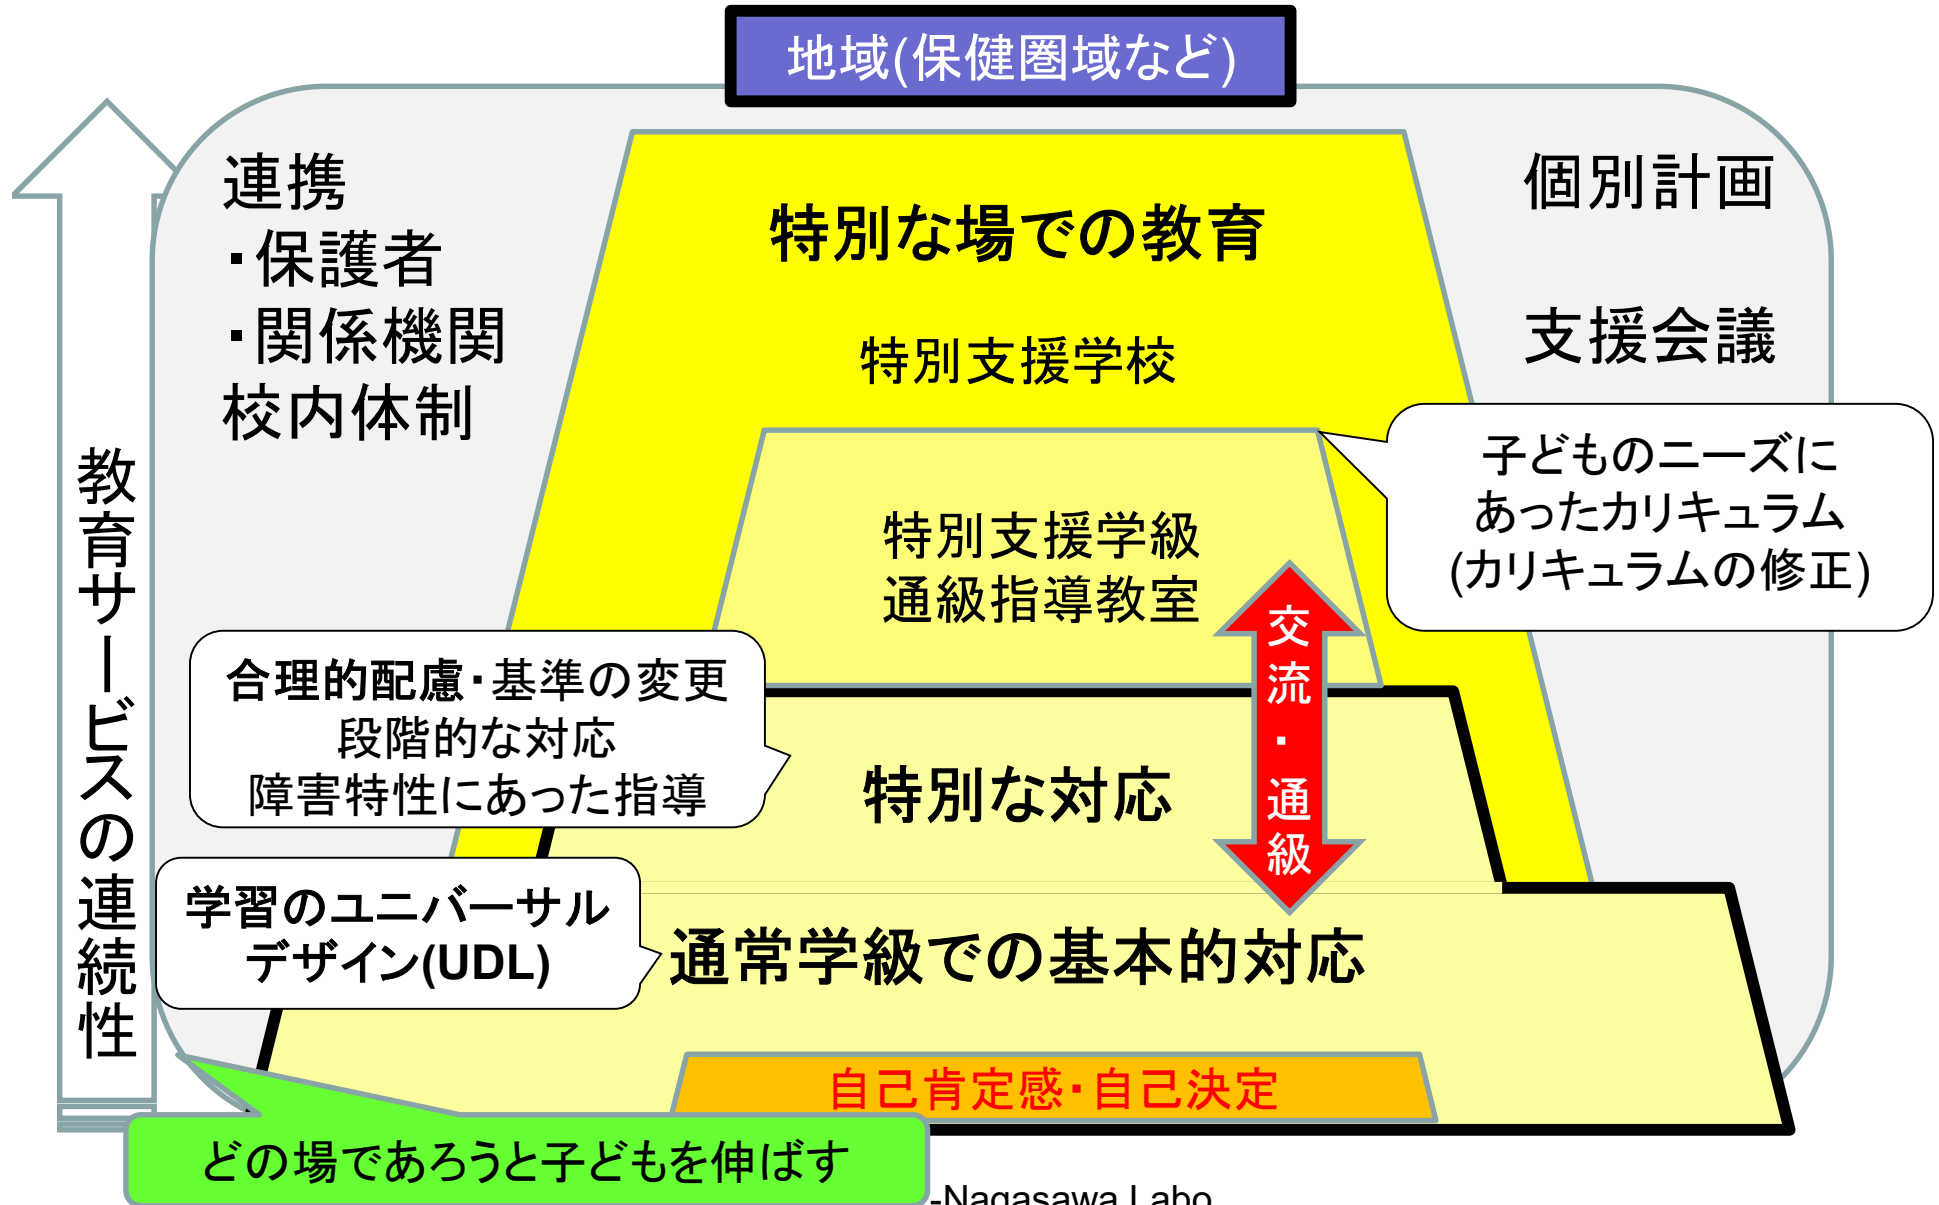 地域(保健圏域など)
連携
・保護者
・関係機関
校内体制
個別計画
支援会議
特別な場での教育
特別支援学校
子どものニーズに
あったカリキュラム
(カリキュラムの修正)
特別支援学級
通級指導教室
交流・通級
合理的配慮・基準の変更
段階的な対応
障害特性にあった指導
特別な対応
学習のユニバーサル
デザイン(UDL)
通常学級での基本的対応
自己肯定感・自己決定
教育サービスの連続性
どの場であろうと子どもを伸ばす
-Nagasawa Labo